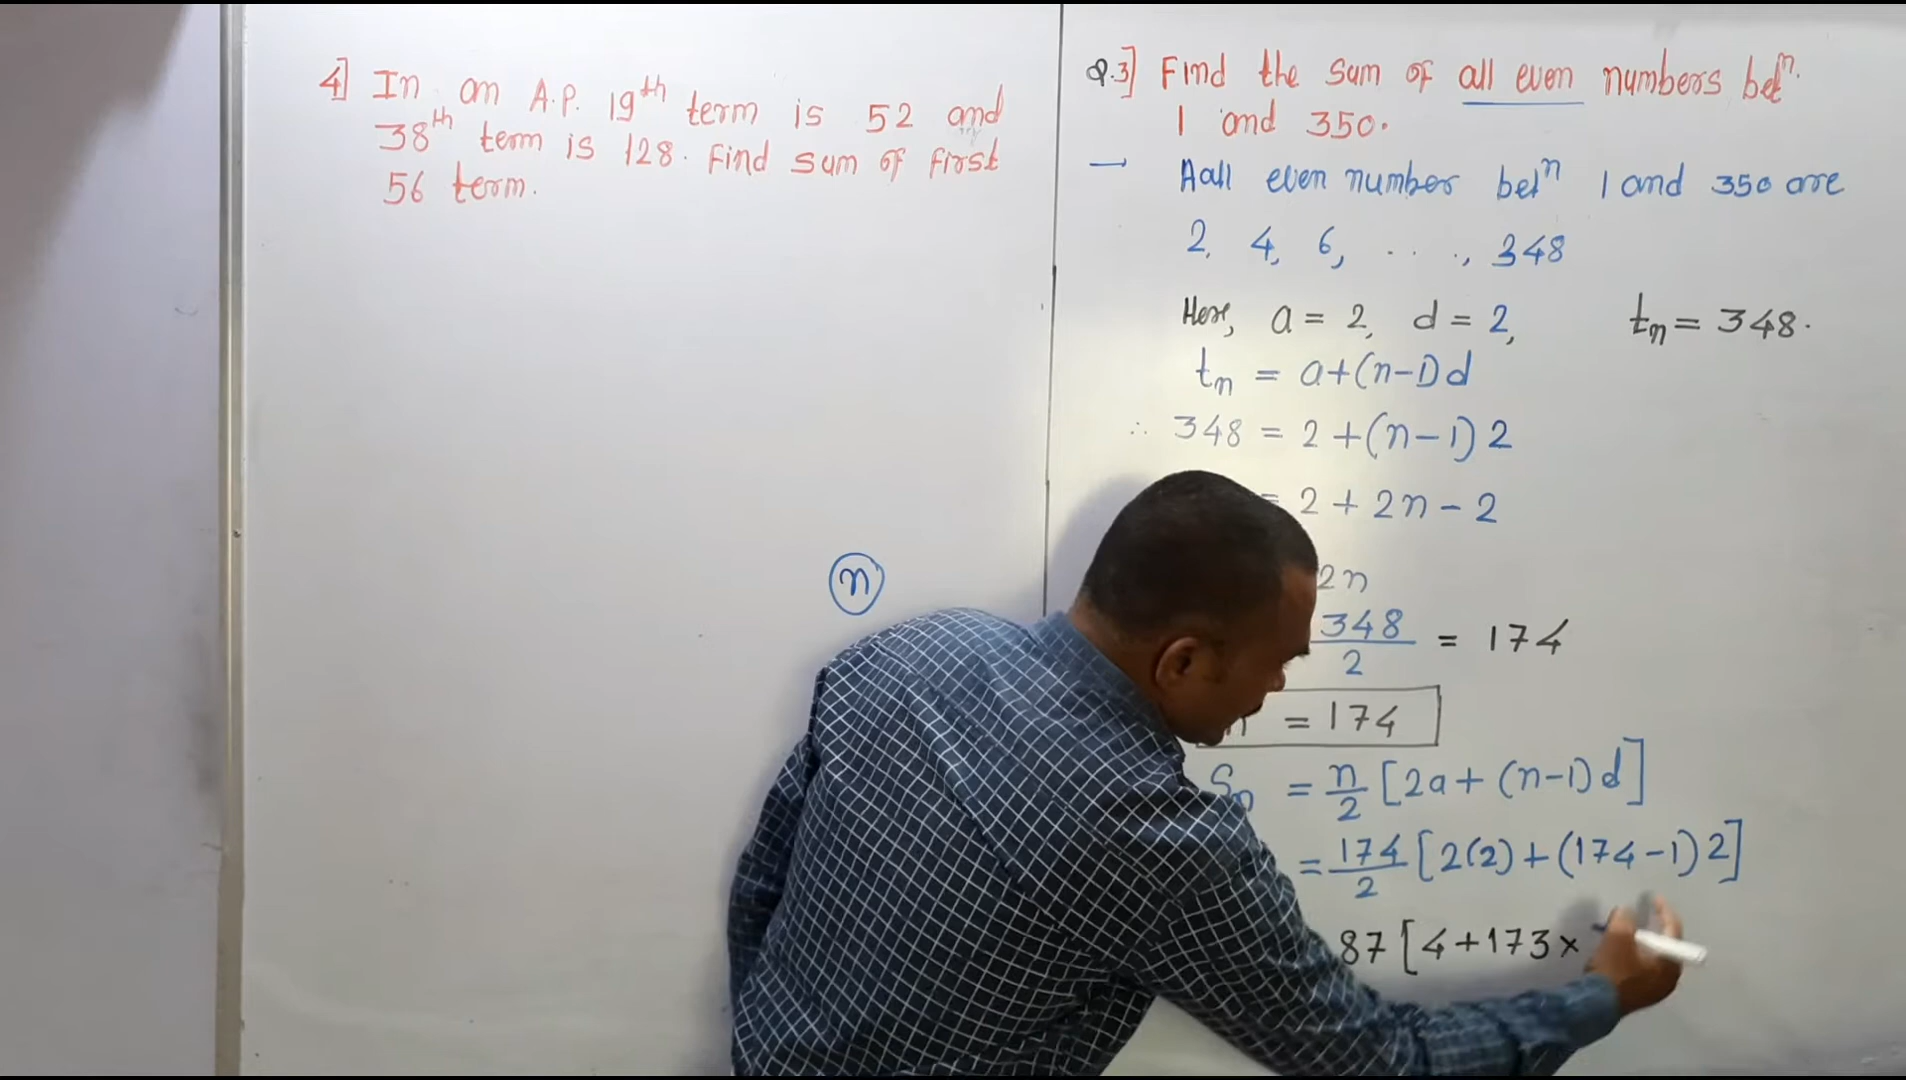 4] In an A.P. 19th term is 52 and
38th term is 128. Find sum of first
56 term.
n
Q.3] Find the sum of all even numbers betn.
1 and 350.
→ Aall even number betn 1 and 350 are
2, 4, 6, ...., 348
Here, a = 2, d = 2, tn = 348.
tn = a+(n-1)d
∴ 348 = 2 +(n-1) 2
= 2 + 2n - 2
2n
348/2 = 174
n = 174
Sn = n/2 [2a + (n-1) d]
= 174/2 [2(2) + (174-1) 2]
87 [4+173×